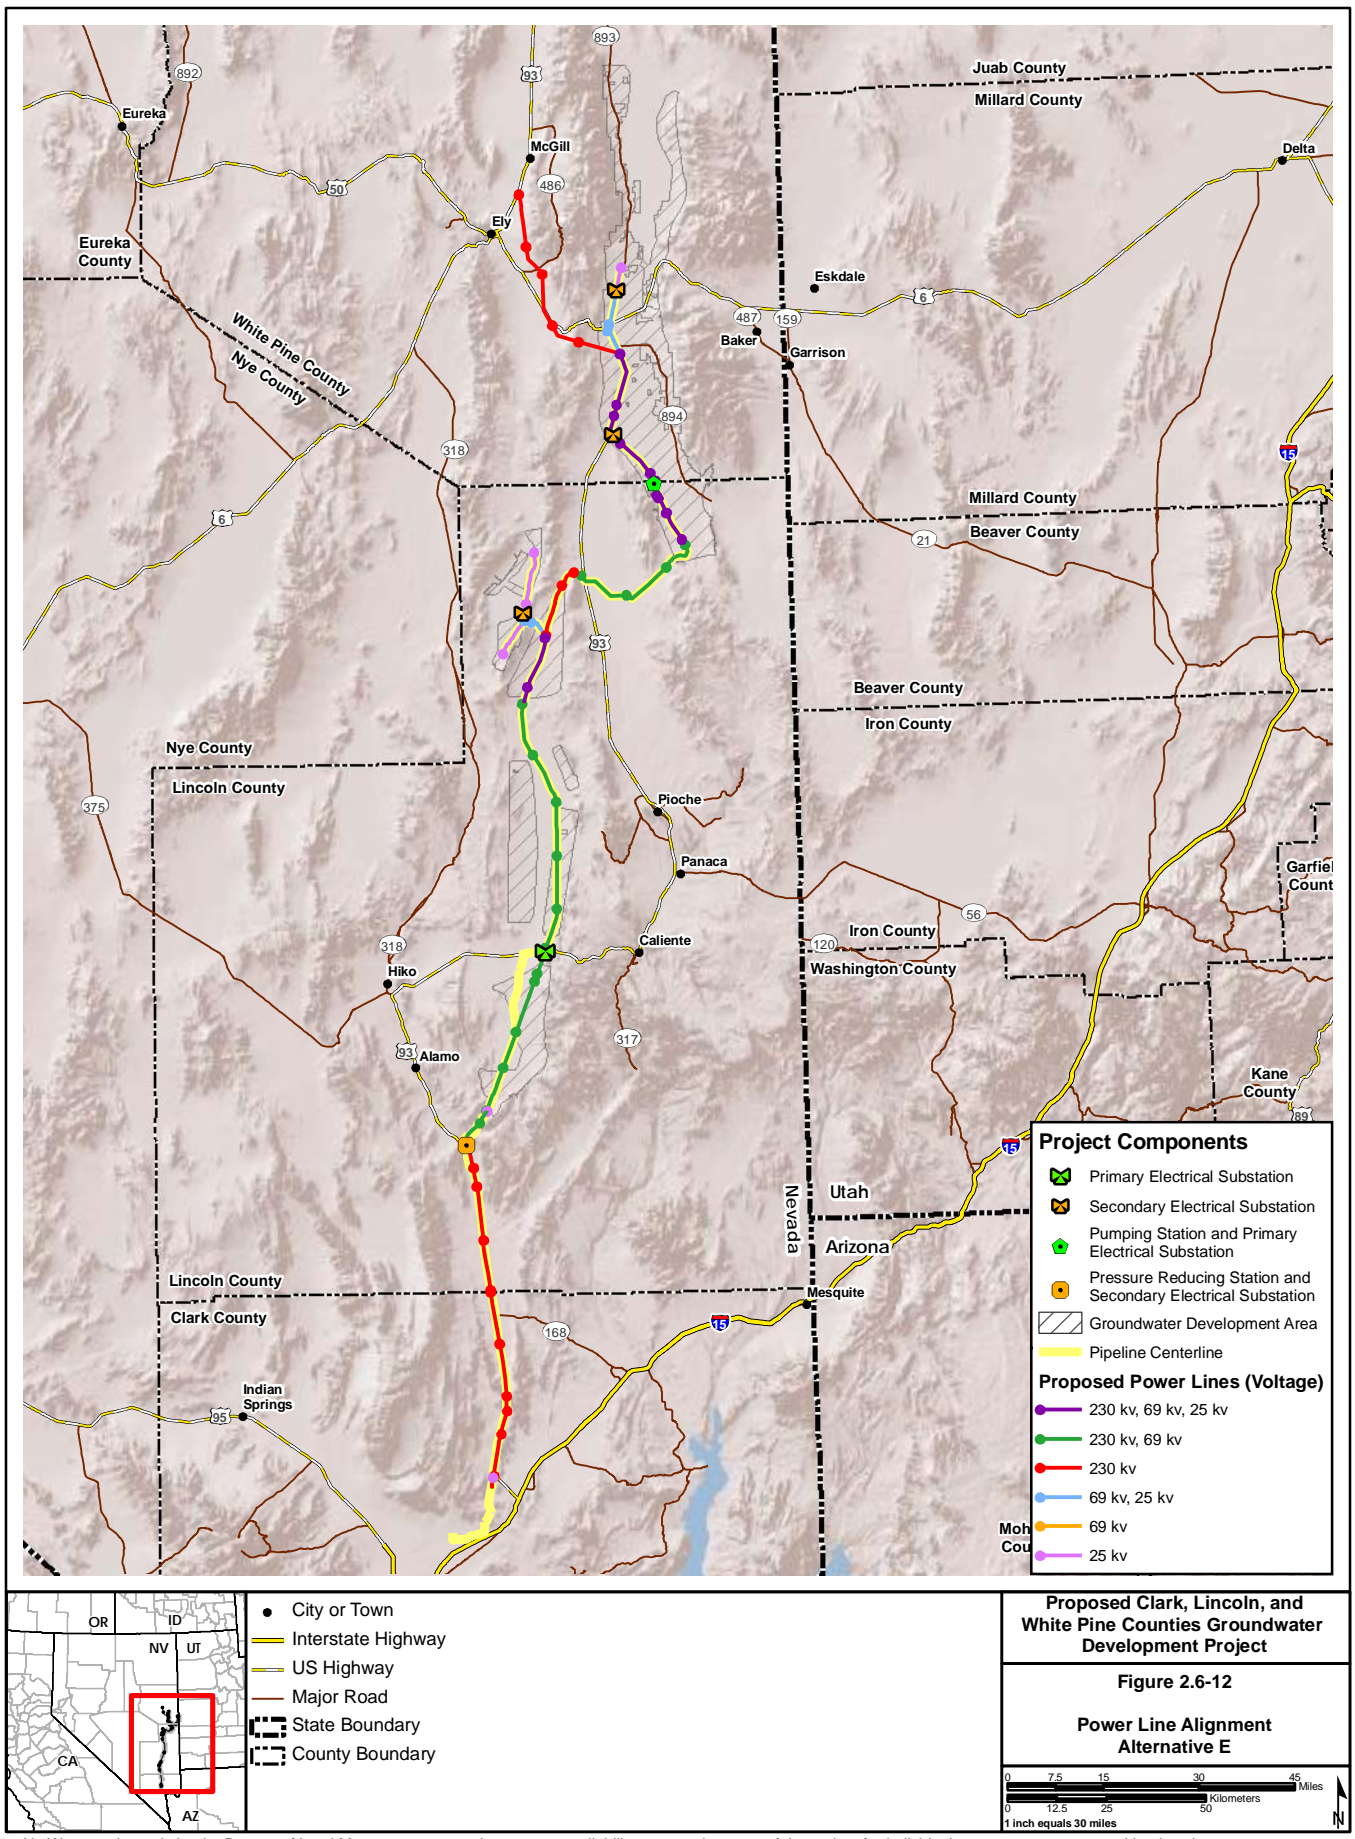 893
892
93
Juab County
Millard County
Eureka
McGill
Delta
486
50
Ely
Eureka
County
Eskdale
6
487
159
Baker
Garrison
White Pine County
Nye County
894
318
15
6
Millard County
Beaver County
21
93
Beaver County
Iron County
Nye County
Lincoln County
375
Pioche
Panaca
Garfiel
Count
56
318
Caliente
120
Iron County
Washington County
Hiko
317
93
Alamo
Kane
County
89
15
Nevada
Utah
Arizona
Lincoln County
Clark County
Mesquite
15
168
Indian
Springs
95
Moh
Cou
Project Components
Primary Electrical Substation
Secondary Electrical Substation
Pumping Station and Primary
Electrical Substation
Pressure Reducing Station and
Secondary Electrical Substation
Groundwater Development Area
Pipeline Centerline
Proposed Power Lines (Voltage)
230 kv, 69 kv, 25 kv
230 kv, 69 kv
230 kv
69 kv, 25 kv
69 kv
25 kv
OR
ID
NV
UT
CA
AZ
City or Town
Interstate Highway
US Highway
Major Road
State Boundary
County Boundary
Proposed Clark, Lincoln, and
White Pine Counties Groundwater
Development Project
Figure 2.6-12
Power Line Alignment
Alternative E
0 7.5 15 30 45
Miles
Kilometers
0 12.5 25 50
1 inch equals 30 miles
N